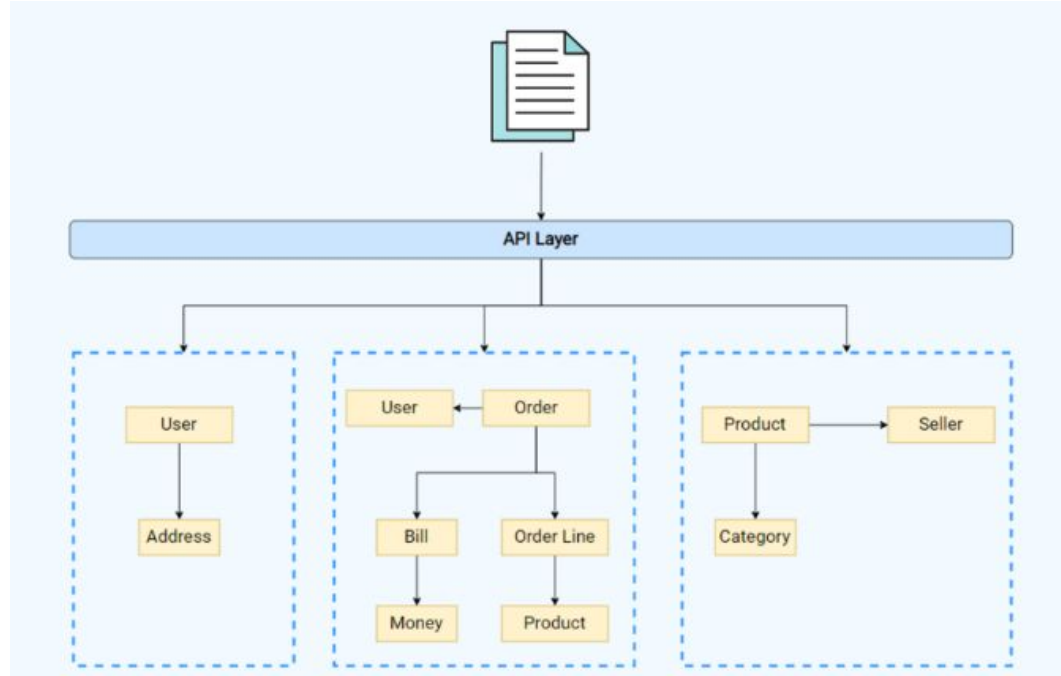 API Layer
User
Address
User
Order
Bill
Order Line
Money
Product
Product
Seller
Category